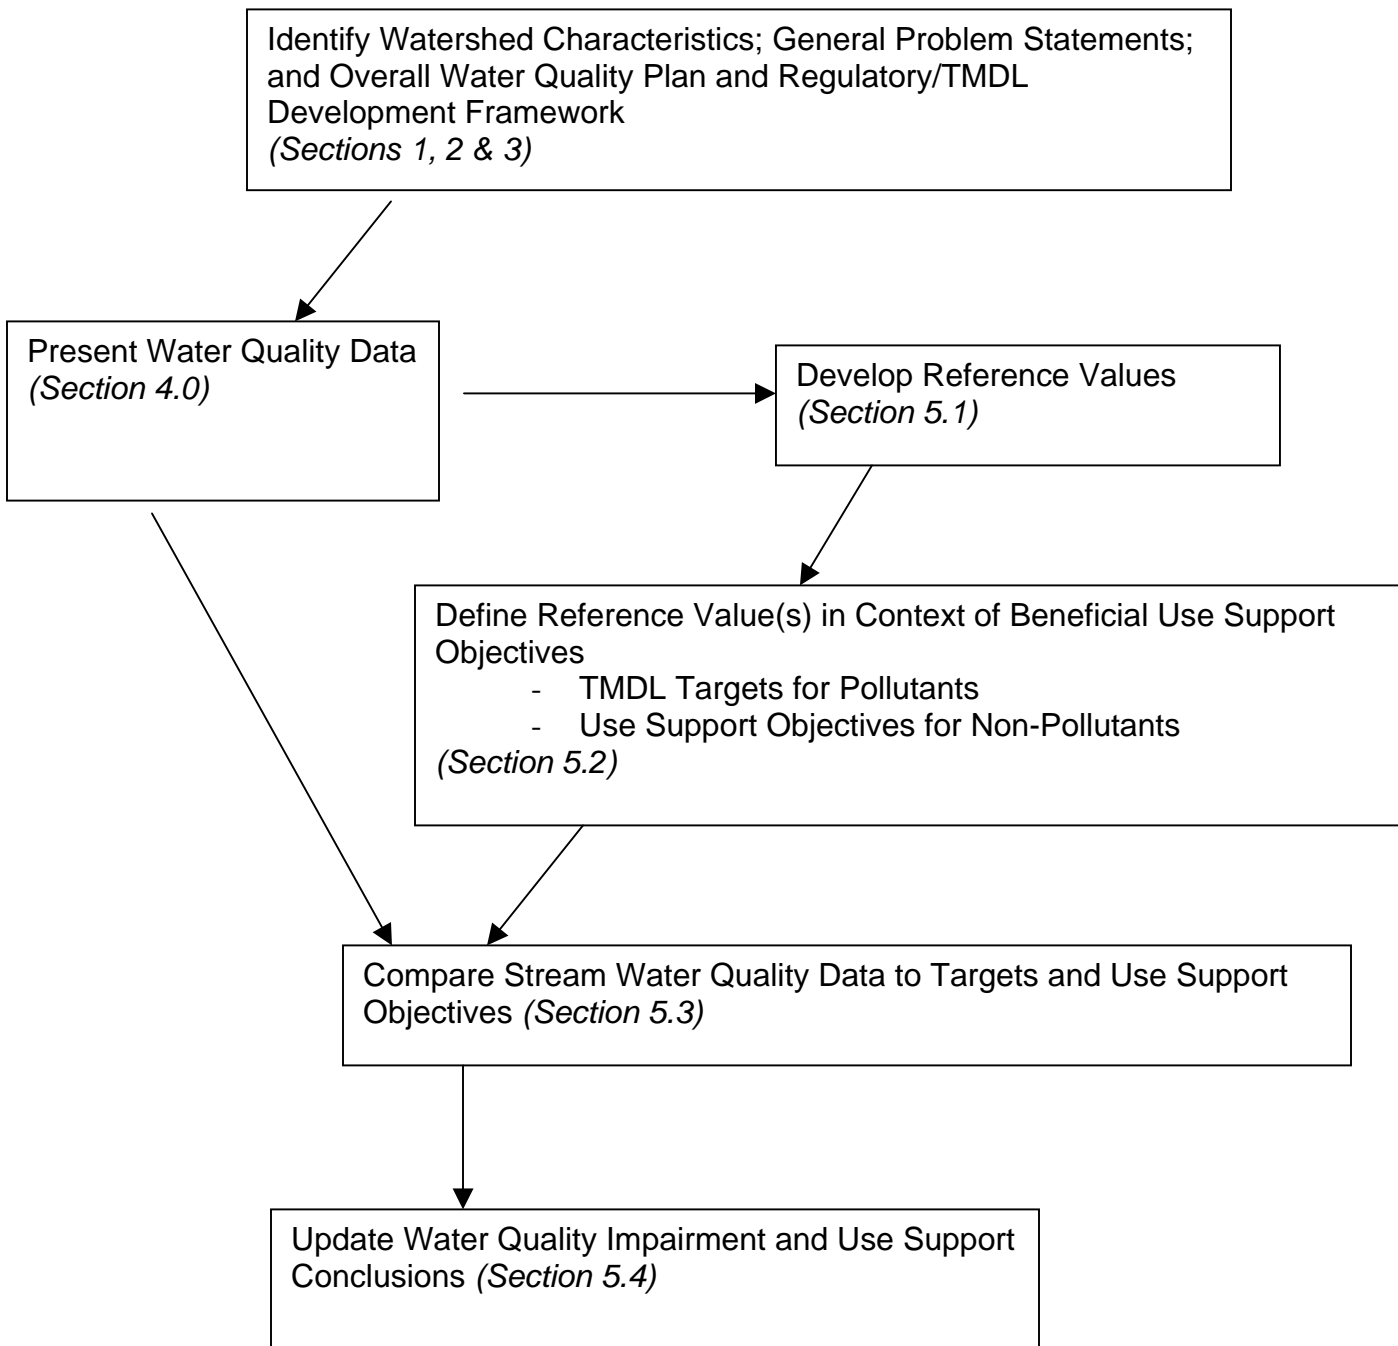 Identify Watershed Characteristics; General Problem Statements;
and Overall Water Quality Plan and Regulatory/TMDL
Development Framework
(Sections 1, 2 & 3)
Present Water Quality Data
(Section 4.0)
Develop Reference Values
(Section 5.1)
Define Reference Value(s) in Context of Beneficial Use Support
Objectives
- TMDL Targets for Pollutants
- Use Support Objectives for Non-Pollutants
(Section 5.2)
Compare Stream Water Quality Data to Targets and Use Support
Objectives (Section 5.3)
Update Water Quality Impairment and Use Support
Conclusions (Section 5.4)